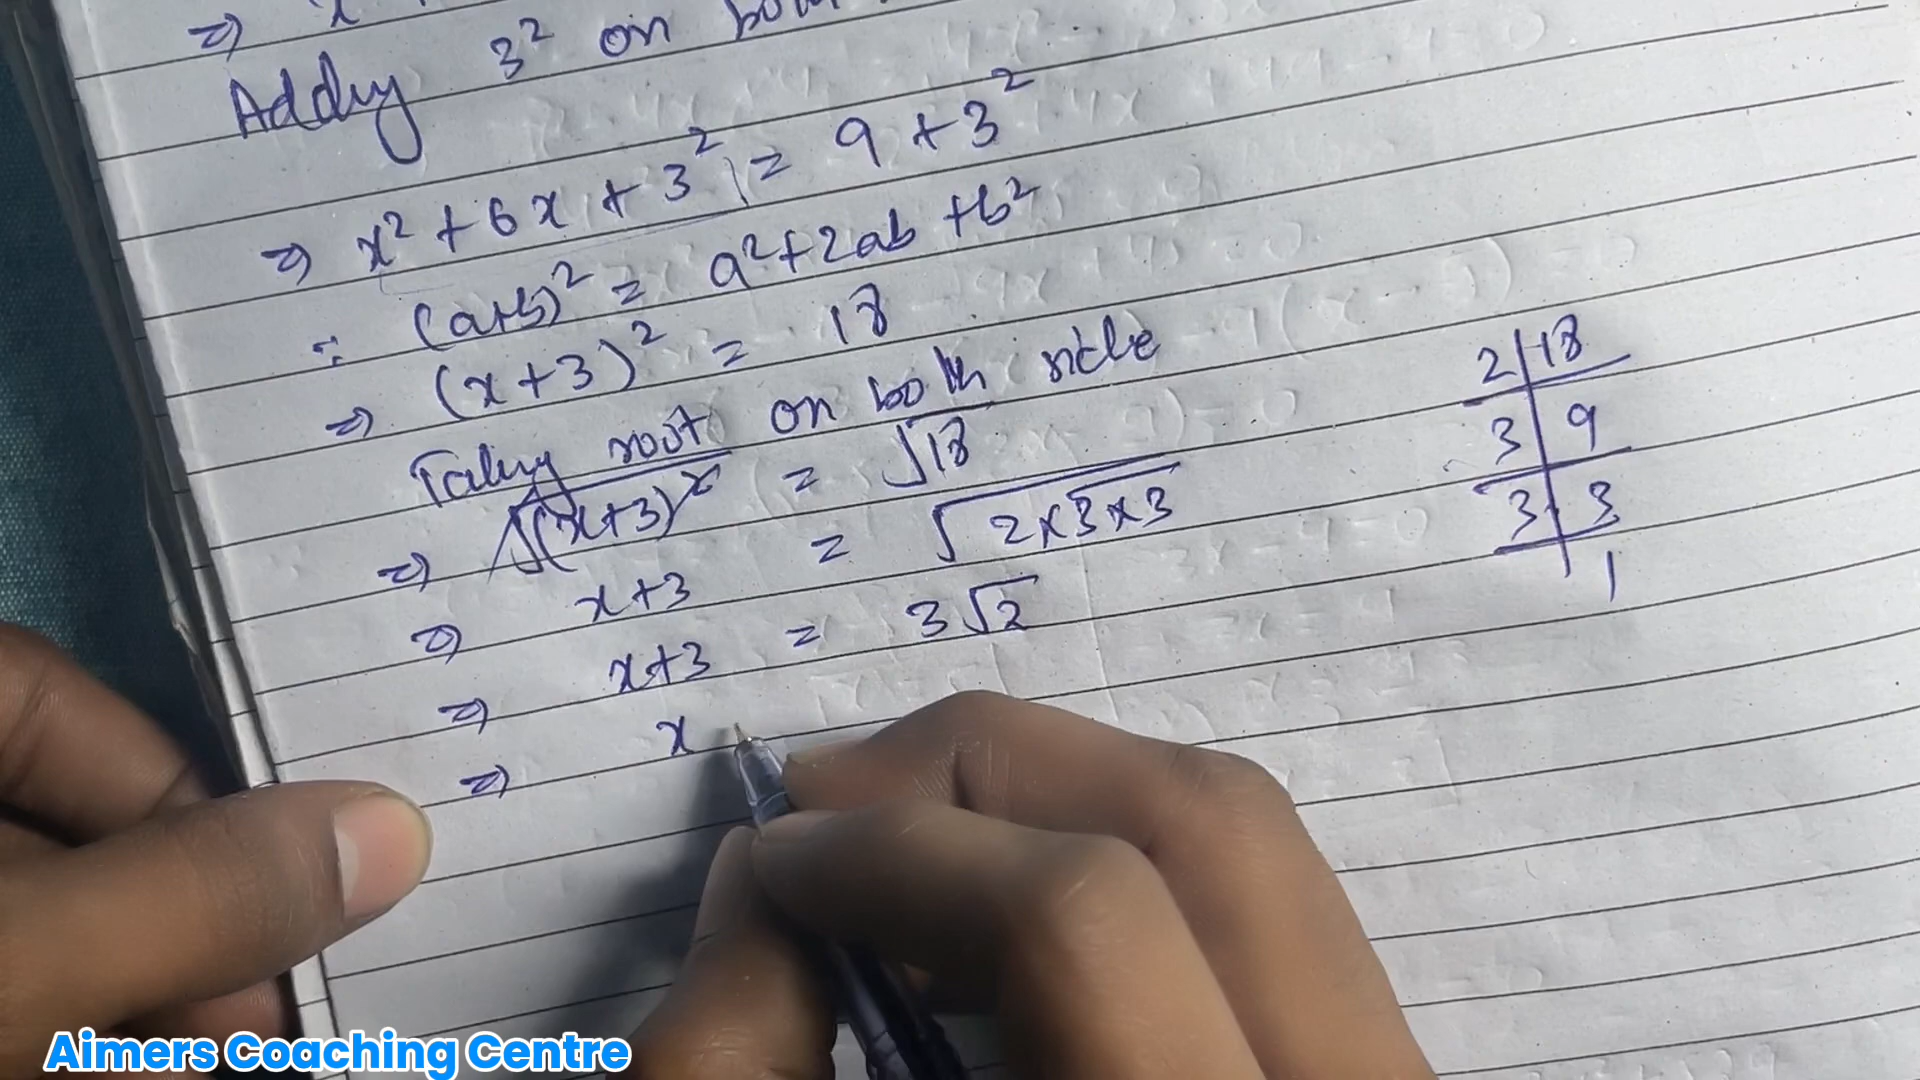 ⇒ x
Adding 3² on both
⇒ x² + 6x + 3² = 9 + 3²
∵ (a+b)² = a²+2ab+b²
⇒ (x+3)² = 18
Taking root on both side
⇒ √(x+3)² = √18
⇒ x+3 = √2×3×3
⇒ x+3 = 3√2
⇒ x
2|18
3|9
3|3
1
Aimers Coaching Centre